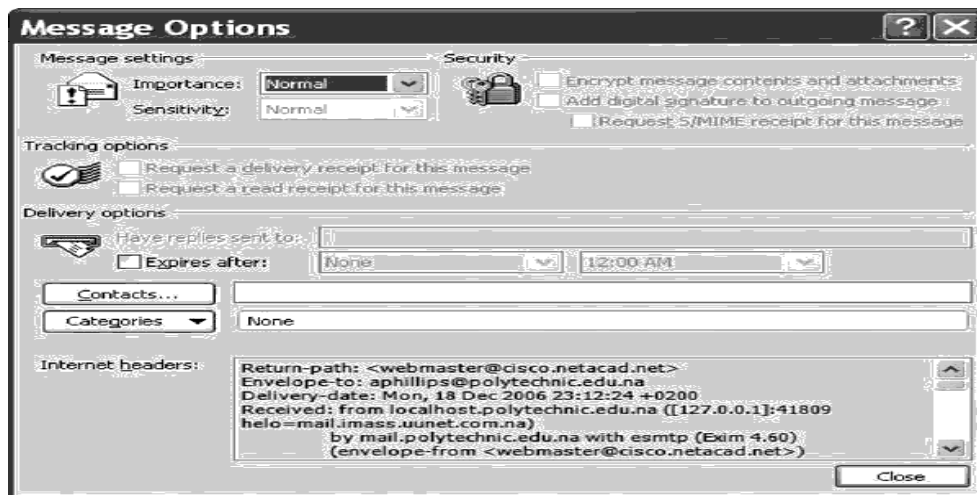 Message Options
Message settings
Security
Importance: Normal
Sensitivity: Normal
Encrypt message contents and attachments
Add digital signature to outgoing message
Request S/MIME receipt for this message
Tracking options
Request a delivery receipt for this message
Request a read receipt for this message
Delivery options
Have replies sent to:
Expires after: None 12:00 AM
Contacts...
Categories None
Internet headers:
Return-path: <webmaster@cisco.netacad.net>
Envelope-to: aphillips@polytechnic.edu.na
Delivery-date: Mon, 18 Dec 2006 23:12:24 +0200
Received: from localhost.polytechnic.edu.na ([127.0.0.1]:41809
helo=mail.imass.uunet.com.na)
by mail.polytechnic.edu.na with esmtp (Exim 4.60)
(envelope-from <webmaster@cisco.netacad.net>)
Close